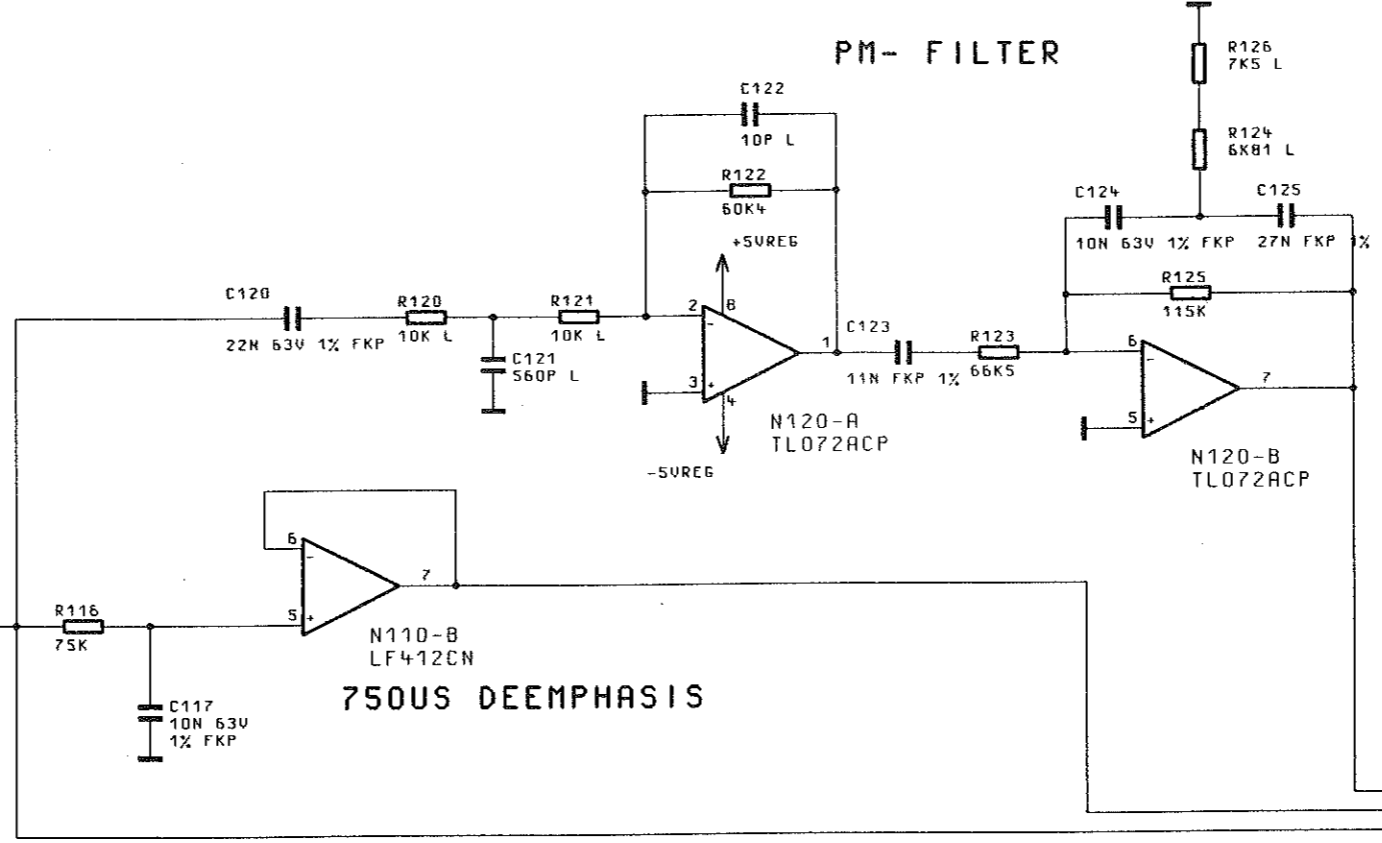 PM- FILTER
R126
7K5 L
R124
6K81 L
C122
10P L
R122
60K4
+5VREG
C124
10N 63V 1% FKP
C125
27N FKP 1%
R125
115K
C120
22N 63V 1% FKP
R120
10K L
R121
10K L
C121
560P L
2
-
8
3
+
4
1
N120-A
TL072ACP
-5VREG
C123
11N FKP 1%
R123
66K5
6
-
5
+
7
N120-B
TL072ACP
R116
75K
6
-
5
+
7
N110-B
LF412CN
750US DEEMPHASIS
C117
10N 63V
1% FKP